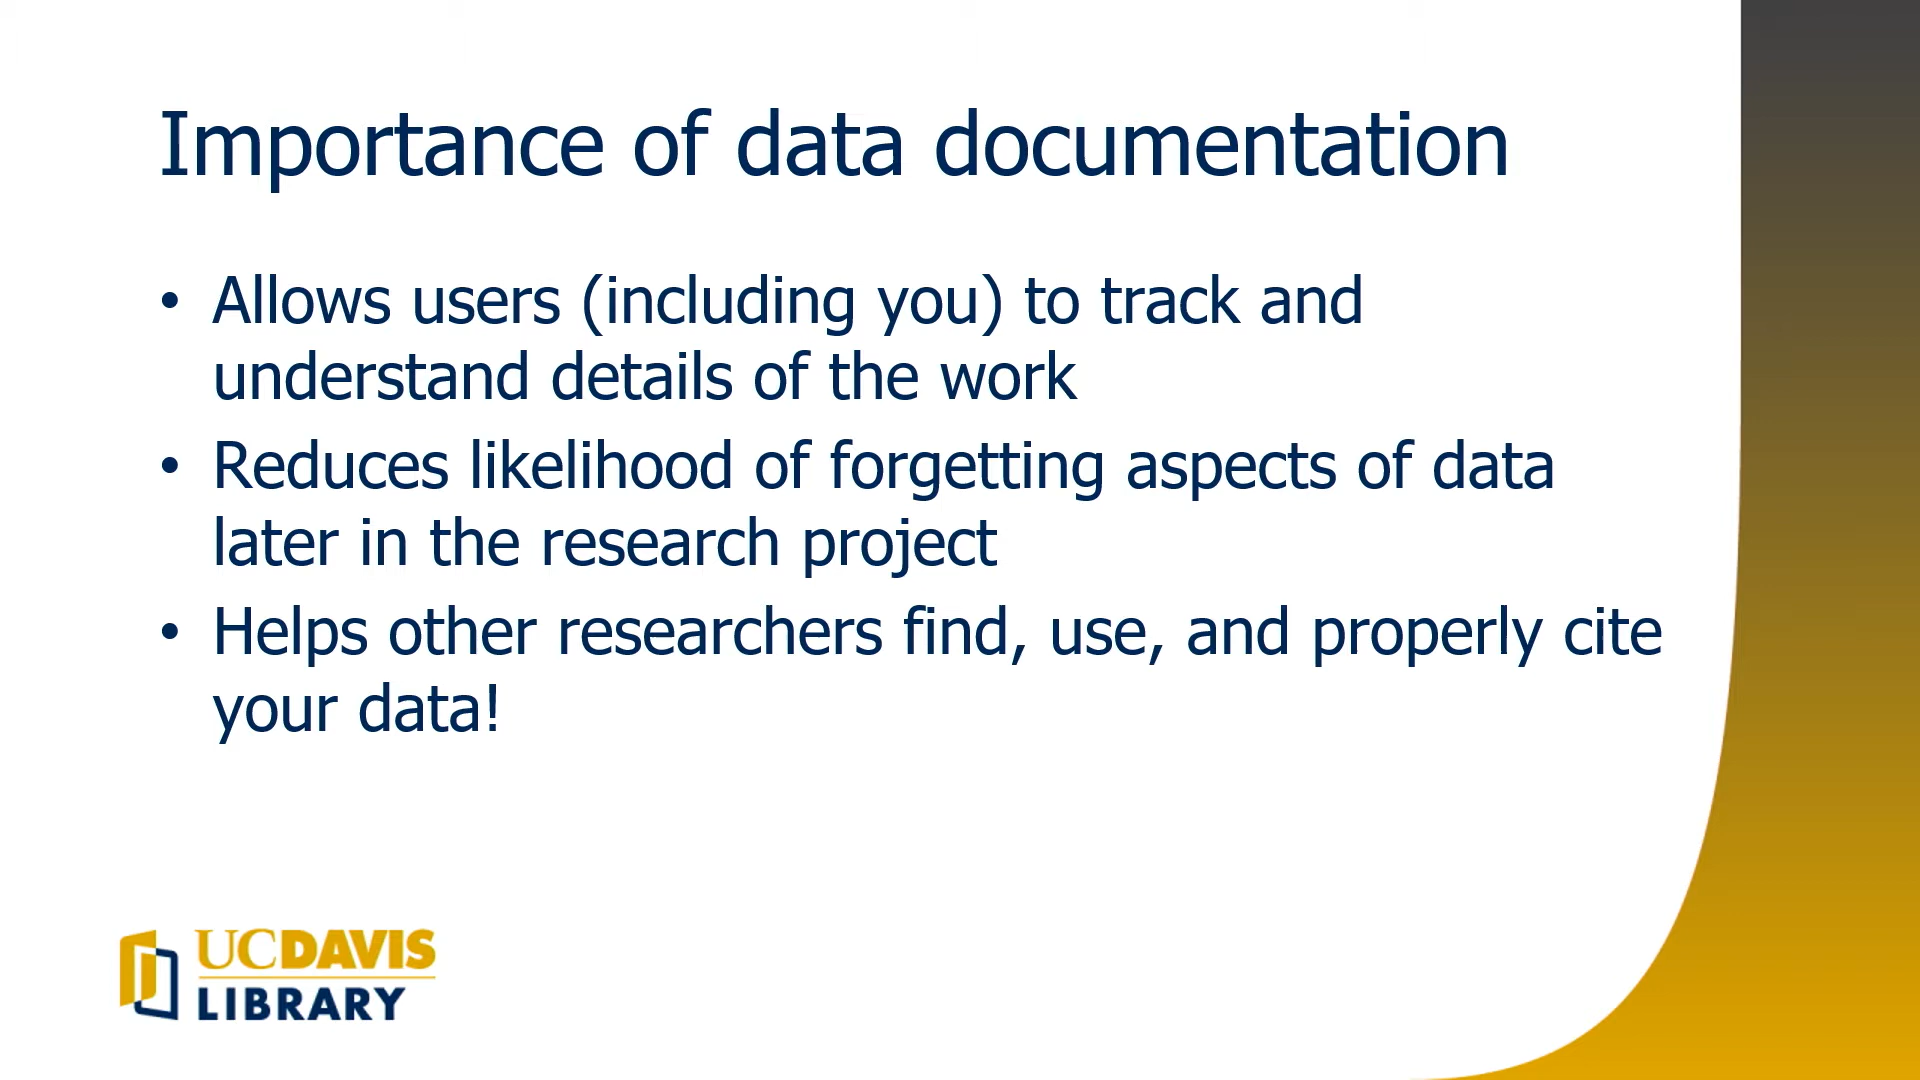 Importance of data documentation
• Allows users (including you) to track and
understand details of the work
• Reduces likelihood of forgetting aspects of data
later in the research project
• Helps other researchers find, use, and properly cite
your data!
UCDAVIS
LIBRARY